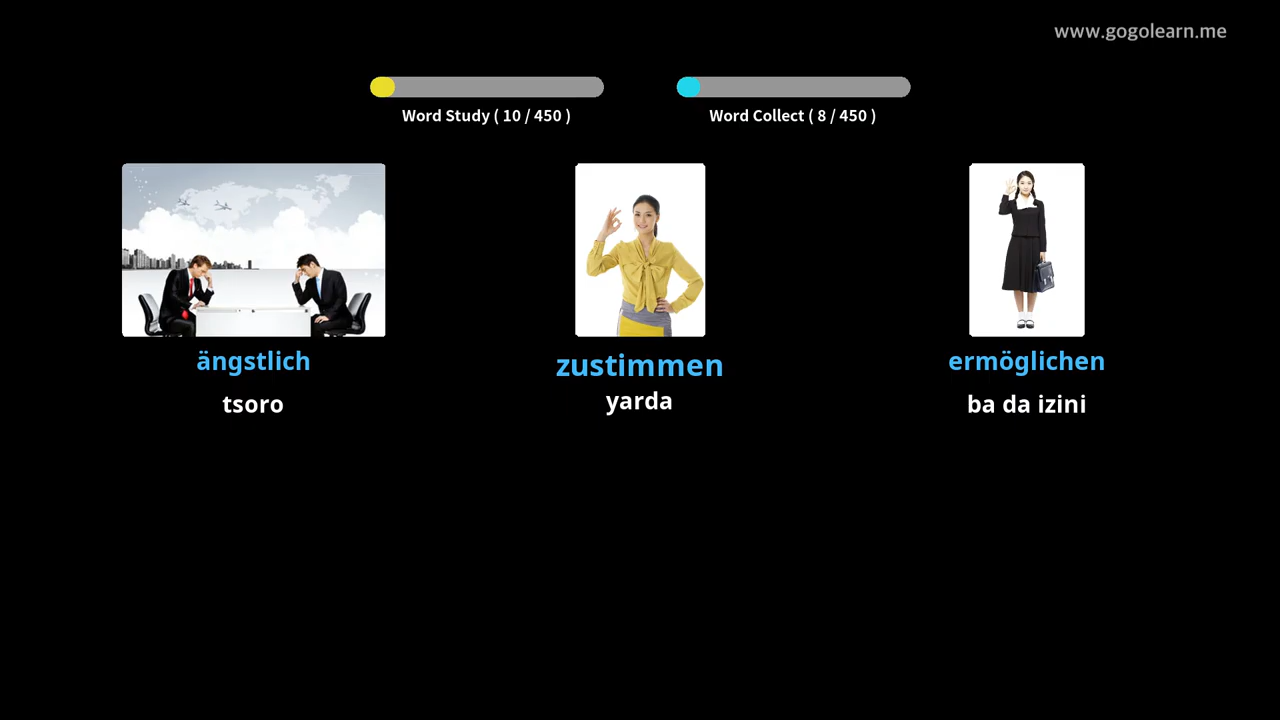 www.gogolearn.me
Word Study ( 10 / 450 )
Word Collect ( 8 / 450 )
ängstlich
zustimmen
ermöglichen
tsoro
yarda
ba da izini